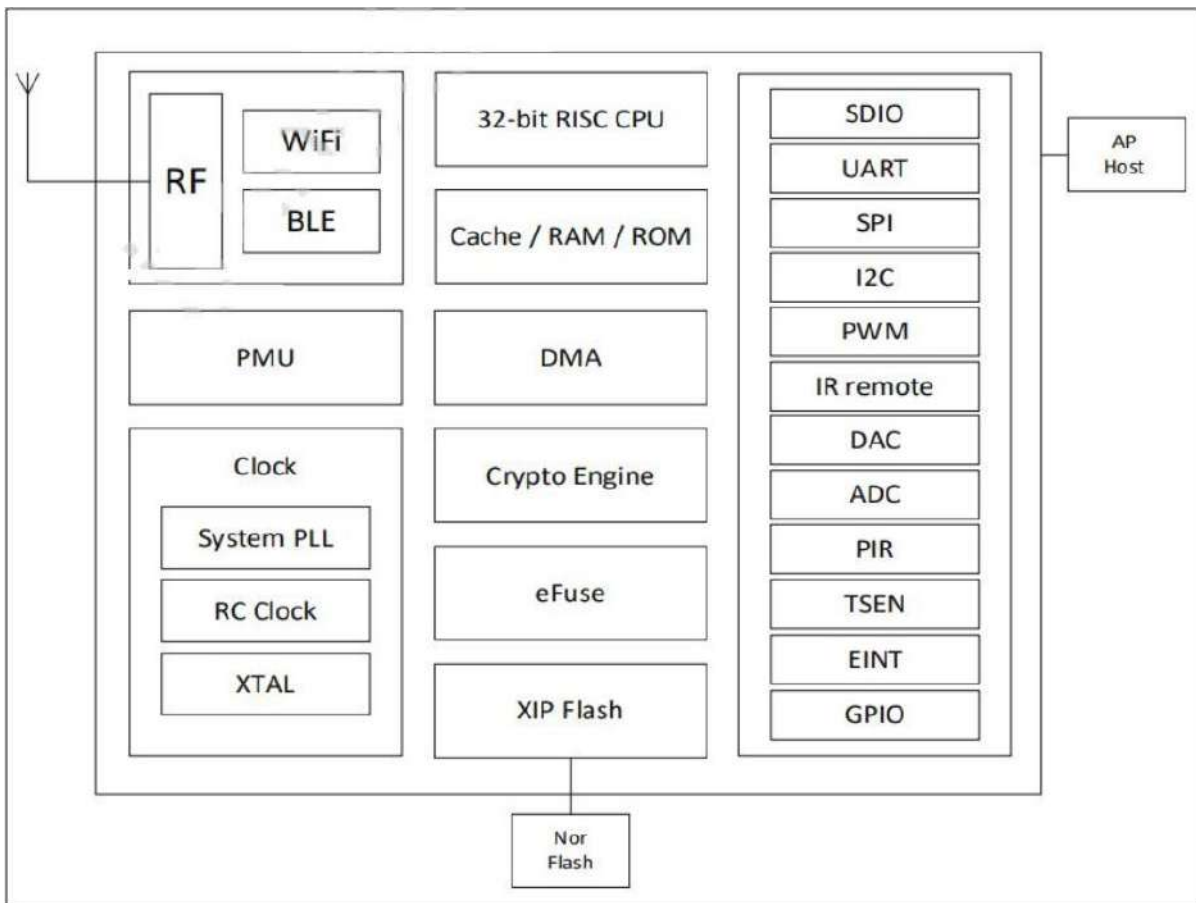 RF
WiFi
BLE
PMU
Clock
System PLL
RC Clock
XTAL
32-bit RISC CPU
Cache / RAM / ROM
DMA
Crypto Engine
eFuse
XIP Flash
SDIO
UART
SPI
I2C
PWM
IR remote
DAC
ADC
PIR
TSEN
EINT
GPIO
AP
Host
Nor
Flash